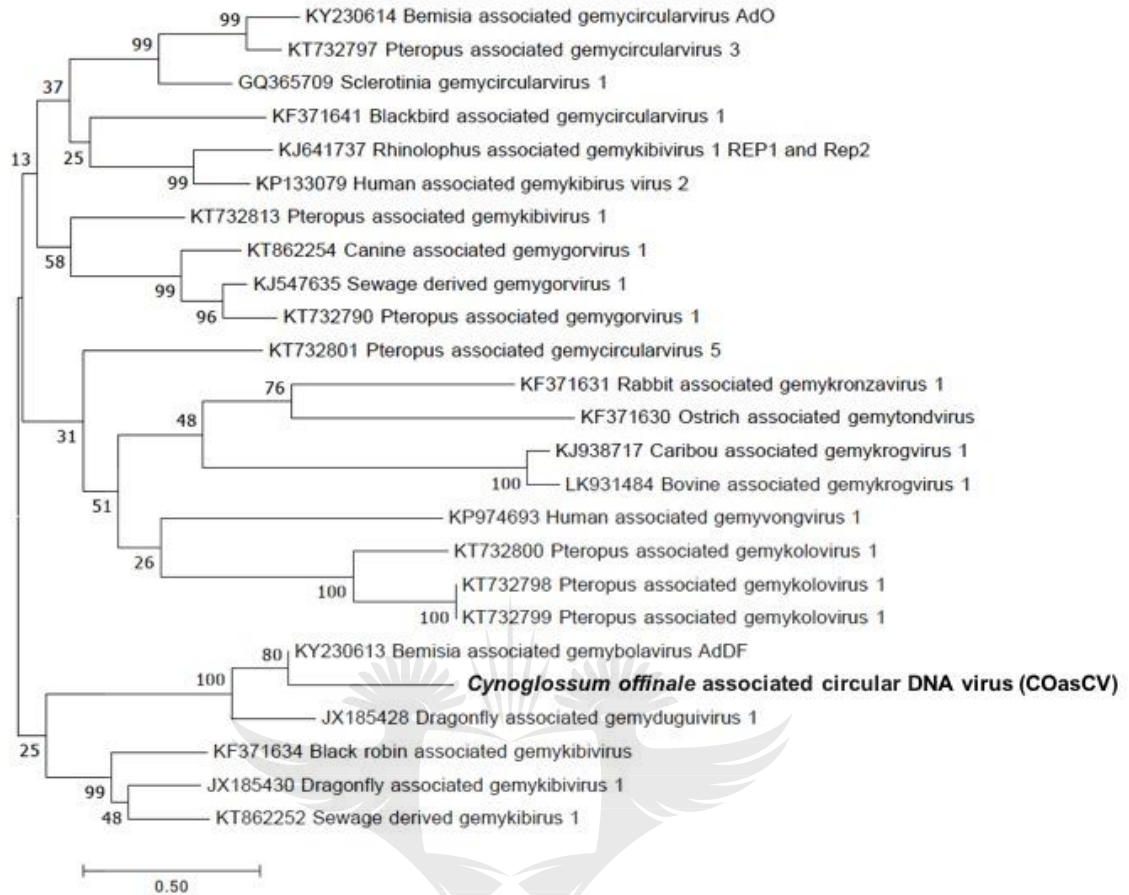 99
KY230614 Bemisia associated gemycircularvirus AdO
99
KT732797 Pteropus associated gemycircularvirus 3
GQ365709 Sclerotinia gemycircularvirus 1
37
KF371641 Blackbird associated gemycircularvirus 1
13
25
KJ641737 Rhinolophus associated gemykibivirus 1 REP1 and Rep2
99
KP133079 Human associated gemykibirus virus 2
KT732813 Pteropus associated gemykibivirus 1
58
KT862254 Canine associated gemygorvirus 1
99
KJ547635 Sewage derived gemygorvirus 1
96
KT732790 Pteropus associated gemygorvirus 1
KT732801 Pteropus associated gemycircularvirus 5
76
KF371631 Rabbit associated gemykronzavirus 1
48
KF371630 Ostrich associated gemytondvirus
31
KJ938717 Caribou associated gemykrogvirus 1
100
LK931484 Bovine associated gemykrogvirus 1
51
KP974693 Human associated gemyvongvirus 1
26
KT732800 Pteropus associated gemykolovirus 1
100
KT732798 Pteropus associated gemykolovirus 1
100
KT732799 Pteropus associated gemykolovirus 1
80
KY230613 Bemisia associated gemybolavirus AdDF
100
Cynoglossum offinale associated circular DNA virus (COasCV)
JX185428 Dragonfly associated gemyduguivirus 1
25
KF371634 Black robin associated gemykibivirus
99
JX185430 Dragonfly associated gemykibivirus 1
48
KT862252 Sewage derived gemykibirus 1
0.50